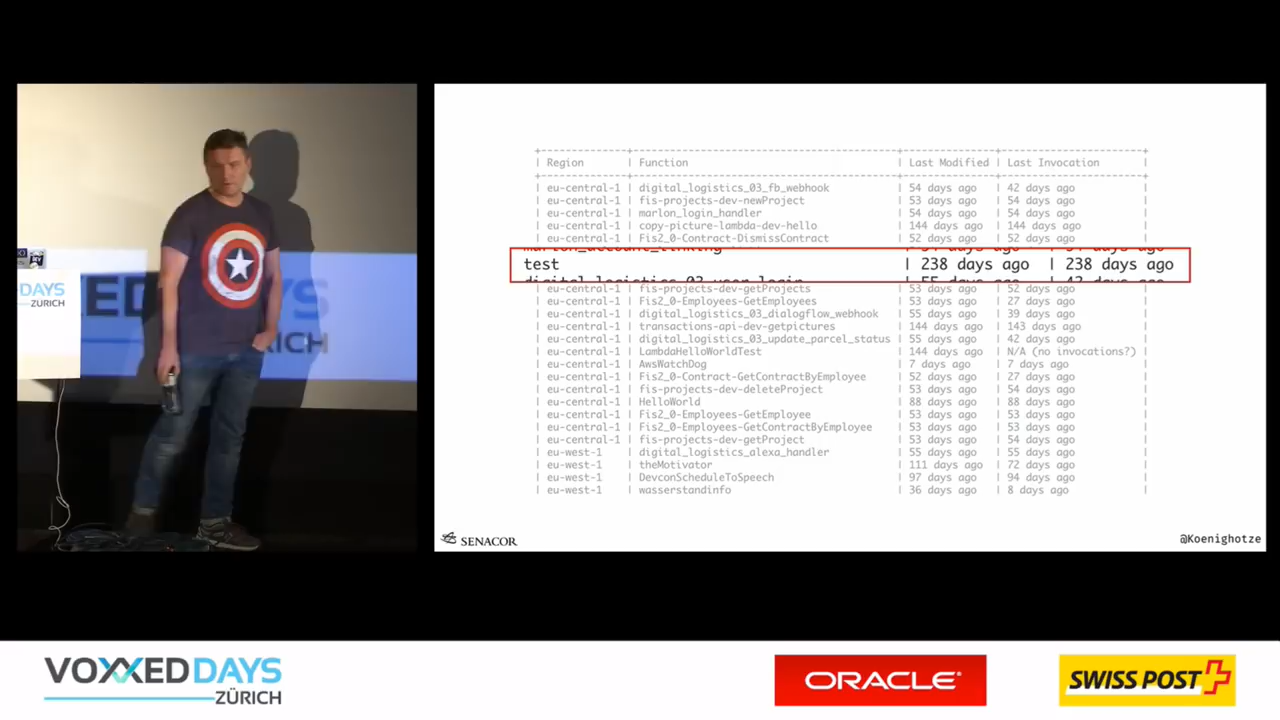 DAYS
ZÜRICH
EDDAYS
RICH
| Region | Function | Last Modified | Last Invocation |
| eu-central-1 | digital_logistics_03_fb_webhook | 54 days ago | 42 days ago |
| eu-central-1 | fis-projects-dev-newProject | 53 days ago | 54 days ago |
| eu-central-1 | marlon_login_handler | 54 days ago | 54 days ago |
| eu-central-1 | copy-picture-lambda-dev-hello | 144 days ago | 144 days ago |
| eu-central-1 | Fis2_0-Contract-DismissContract | 52 days ago | 52 days ago |
test | 238 days ago | 238 days ago
digital_logistics_03_user_login | 55 days ago | 42 days ago
| eu-central-1 | fis-projects-dev-getProjects | 53 days ago | 52 days ago |
| eu-central-1 | Fis2_0-Employees-GetEmployees | 53 days ago | 27 days ago |
| eu-central-1 | digital_logistics_03_dialogflow_webhook | 55 days ago | 39 days ago |
| eu-central-1 | transactions-api-dev-getpictures | 144 days ago | 143 days ago |
| eu-central-1 | digital_logistics_03_update_parcel_status | 55 days ago | 42 days ago |
| eu-central-1 | LambdaHelloWorldTest | 144 days ago | N/A (no invocations?) |
| eu-central-1 | AwsWatchDog | 7 days ago | 7 days ago |
| eu-central-1 | Fis2_0-Contract-GetContractByEmployee | 52 days ago | 27 days ago |
| eu-central-1 | fis-projects-dev-deleteProject | 53 days ago | 54 days ago |
| eu-central-1 | HelloWorld | 88 days ago | 88 days ago |
| eu-central-1 | Fis2_0-Employees-GetEmployee | 53 days ago | 53 days ago |
| eu-central-1 | Fis2_0-Employees-GetContractByEmployee | 53 days ago | 53 days ago |
| eu-central-1 | fis-projects-dev-getProject | 53 days ago | 54 days ago |
| eu-west-1 | digital_logistics_alexa_handler | 55 days ago | 55 days ago |
| eu-west-1 | theMotivator | 111 days ago | 72 days ago |
| eu-west-1 | DevconScheduleToSpeech | 97 days ago | 94 days ago |
| eu-west-1 | wasserstandinfo | 36 days ago | 8 days ago |
SENACOR
@Koenighotze
VOXXED DAYS
ZÜRICH
ORACLE
SWISS POST